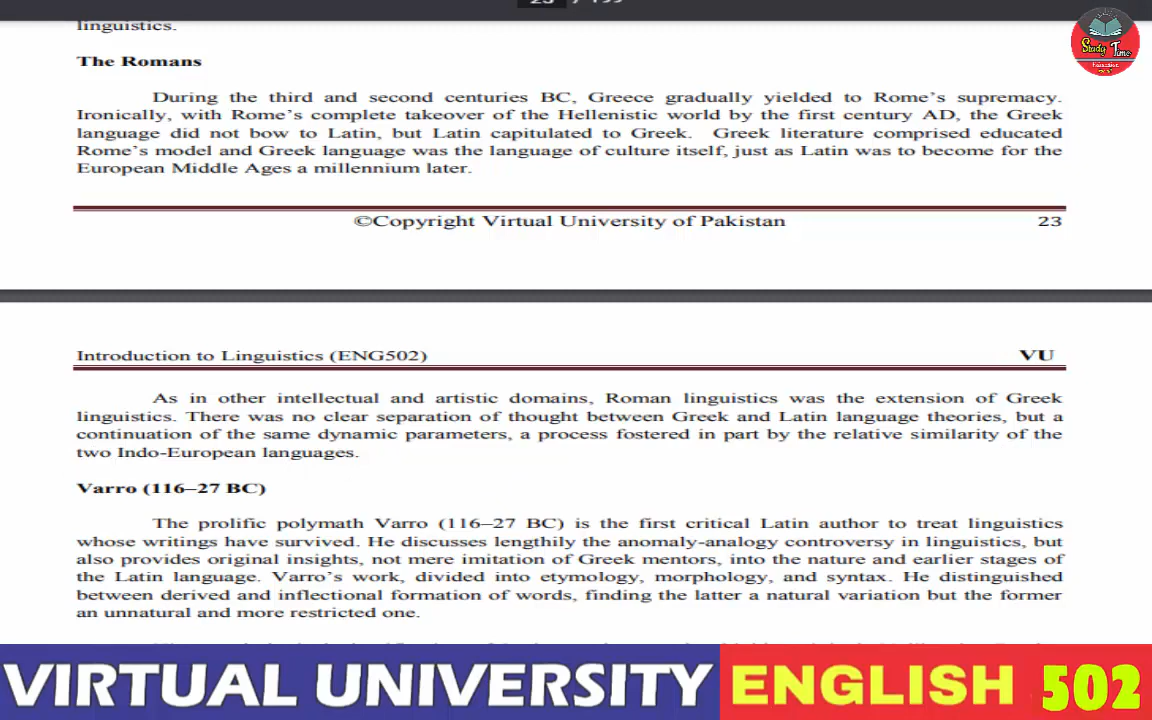 linguistics.
The Romans
During the third and second centuries BC, Greece gradually yielded to Rome's supremacy.
Ironically, with Rome's complete takeover of the Hellenistic world by the first century AD, the Greek
language did not bow to Latin, but Latin capitulated to Greek. Greek literature comprised educated
Rome's model and Greek language was the language of culture itself, just as Latin was to become for the
European Middle Ages a millennium later.
©Copyright Virtual University of Pakistan 23
Introduction to Linguistics (ENG502) VU
As in other intellectual and artistic domains, Roman linguistics was the extension of Greek
linguistics. There was no clear separation of thought between Greek and Latin language theories, but a
continuation of the same dynamic parameters, a process fostered in part by the relative similarity of the
two Indo-European languages.
Varro (116–27 BC)
The prolific polymath Varro (116–27 BC) is the first critical Latin author to treat linguistics
whose writings have survived. He discusses lengthily the anomaly-analogy controversy in linguistics, but
also provides original insights, not mere imitation of Greek mentors, into the nature and earlier stages of
the Latin language. Varro's work, divided into etymology, morphology, and syntax. He distinguished
between derived and inflectional formation of words, finding the latter a natural variation but the former
an unnatural and more restricted one.
VIRTUAL UNIVERSITY ENGLISH 502
Study Time